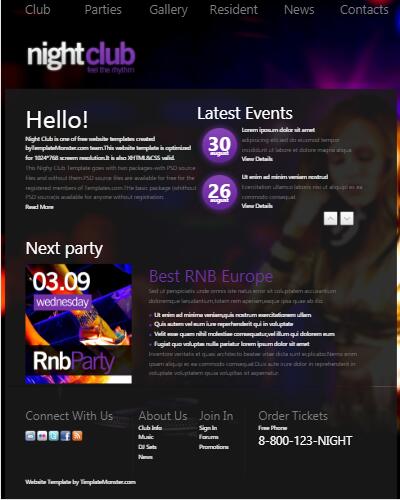 Club Parties Gallery Resident News Contacts
nightclub
feel the rhythm
Hello!
Night Club is one of free website templates created
byTemplateMonster.com team.This website template is optimized
for 1024*768 screen resolution.It is also XHTML&CSS valid.
This Nighy Club Template goes with two packages-with PSD source
files and without them.PSD source files are available for free for the
registered members of Templates.com.THe basic package (whithout
PSD source)is available for anyone without registration.
Read More
Latest Events
30
august
Lorem iposum dolor sit amet
adipiscing elit,sed do eiusmod tempor
incididunt ut labore et dolore magna aliqua.
View Details
26
august
Ut enim ad minim veniam nostrud
Exercitation ullamco laboris nisi ut aliquip ex ea
commodo consequat.
View Details
Next party
03.09
wednesday
RnbParty
Best RNB Europe
Sed ut perspiciatis unde omnis iste natus error sit voluptatem accusantium
doloremque laruudantium,totam rem aperiam,eaque ipsa quae ab illo
Ut enim ad minima veniam,quis nostrum exercitationem ullam
Quis autem vel eum iure reprehenderit qui in voluptate
Velit esse quam nihil molestiae consequatur,vel.illum qui dolorem eum
Fugiat quo voluptas nulla pariatur lorem ipsum dolor sit amet
Inventore veritatis et quasi architecto beatae vitae dicta sunt explicabo.Nemo enim
ipsam aliquip ex ea commodo consequat.Duis aute irure dolor in reprehenderit in
voluptate voluptatem quua voluptas sit aspernatur.
Connect With Us
About Us
Club Info
Music
DJ Sets
News
Join In
Sign In
Forums
Promotions
Order Tickets
Free Phone
8-800-123-NIGHT
Website Template by TimplateMonster.com